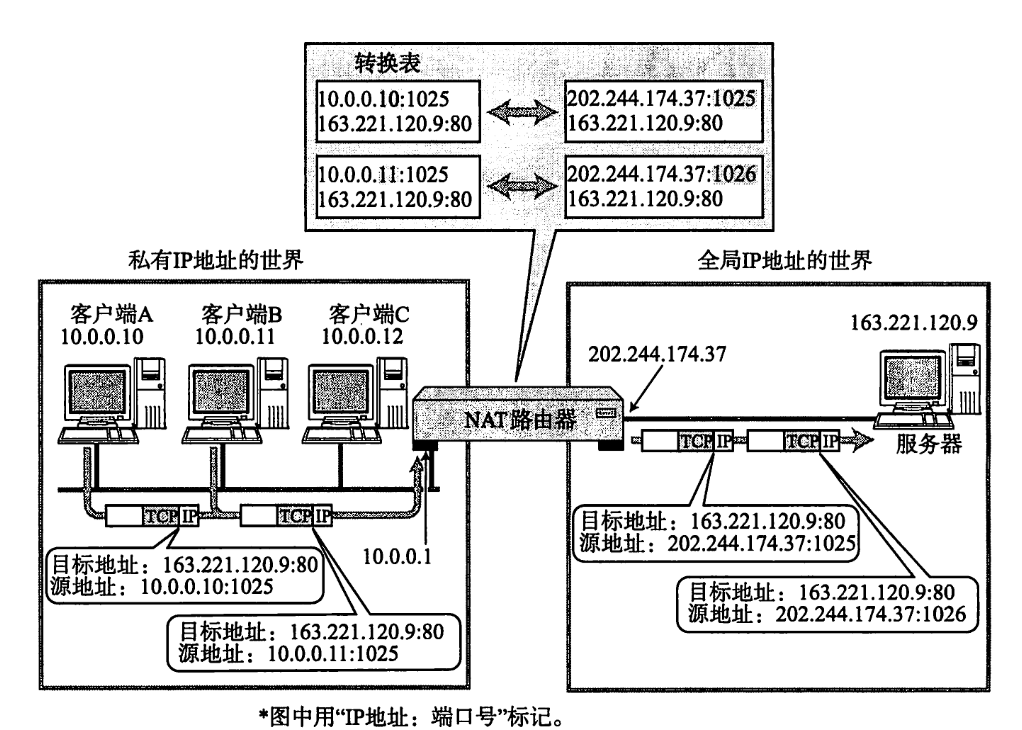 转换表
10.0.0.10:1025
163.221.120.9:80
202.244.174.37:1025
163.221.120.9:80
10.0.0.11:1025
163.221.120.9:80
202.244.174.37:1026
163.221.120.9:80
私有IP地址的世界
全局IP地址的世界
客户端A
10.0.0.10
客户端B
10.0.0.11
客户端C
10.0.0.12
NAT路由器
202.244.174.37
163.221.120.9
服务器
TCP IP
TCP IP
TCP IP
TCP IP
10.0.0.1
目标地址：163.221.120.9:80
源地址：10.0.0.10:1025
目标地址：163.221.120.9:80
源地址：10.0.0.11:1025
目标地址：163.221.120.9:80
源地址：202.244.174.37:1025
目标地址：163.221.120.9:80
源地址：202.244.174.37:1026
*图中用“IP地址：端口号”标记。